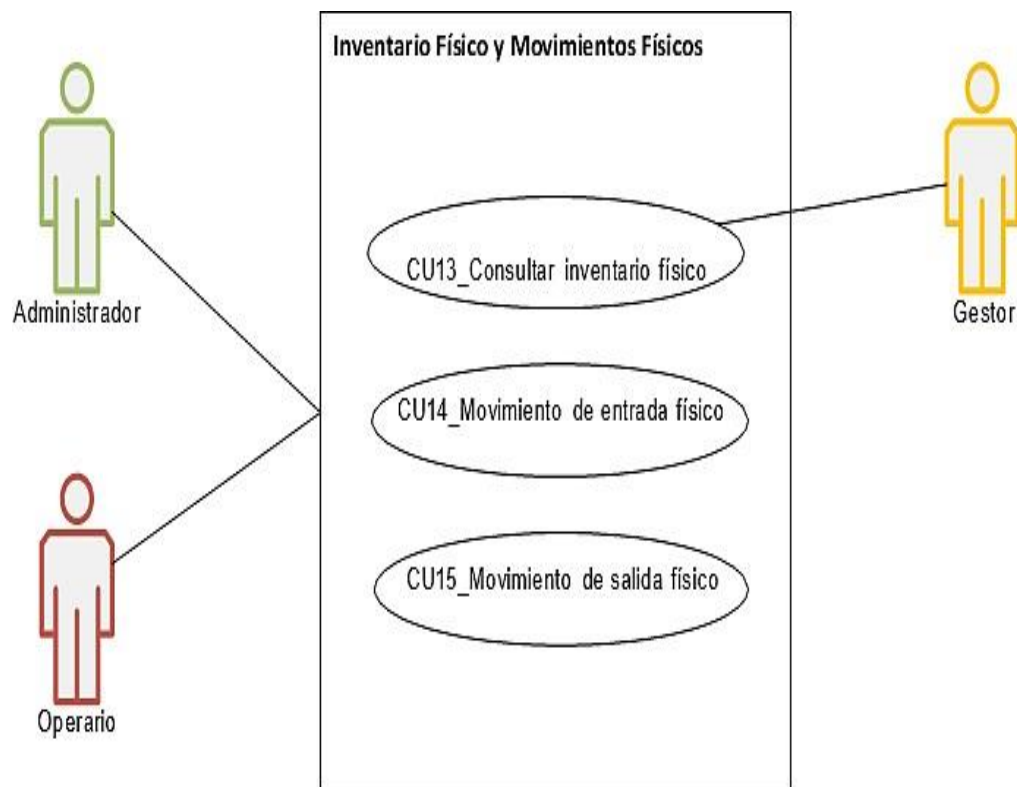 Inventario Físico y Movimientos Físicos
Administrador
CU13_Consultar inventario físico
Gestor
CU14_Movimiento de entrada físico
CU15_Movimiento de salida físico
Operario